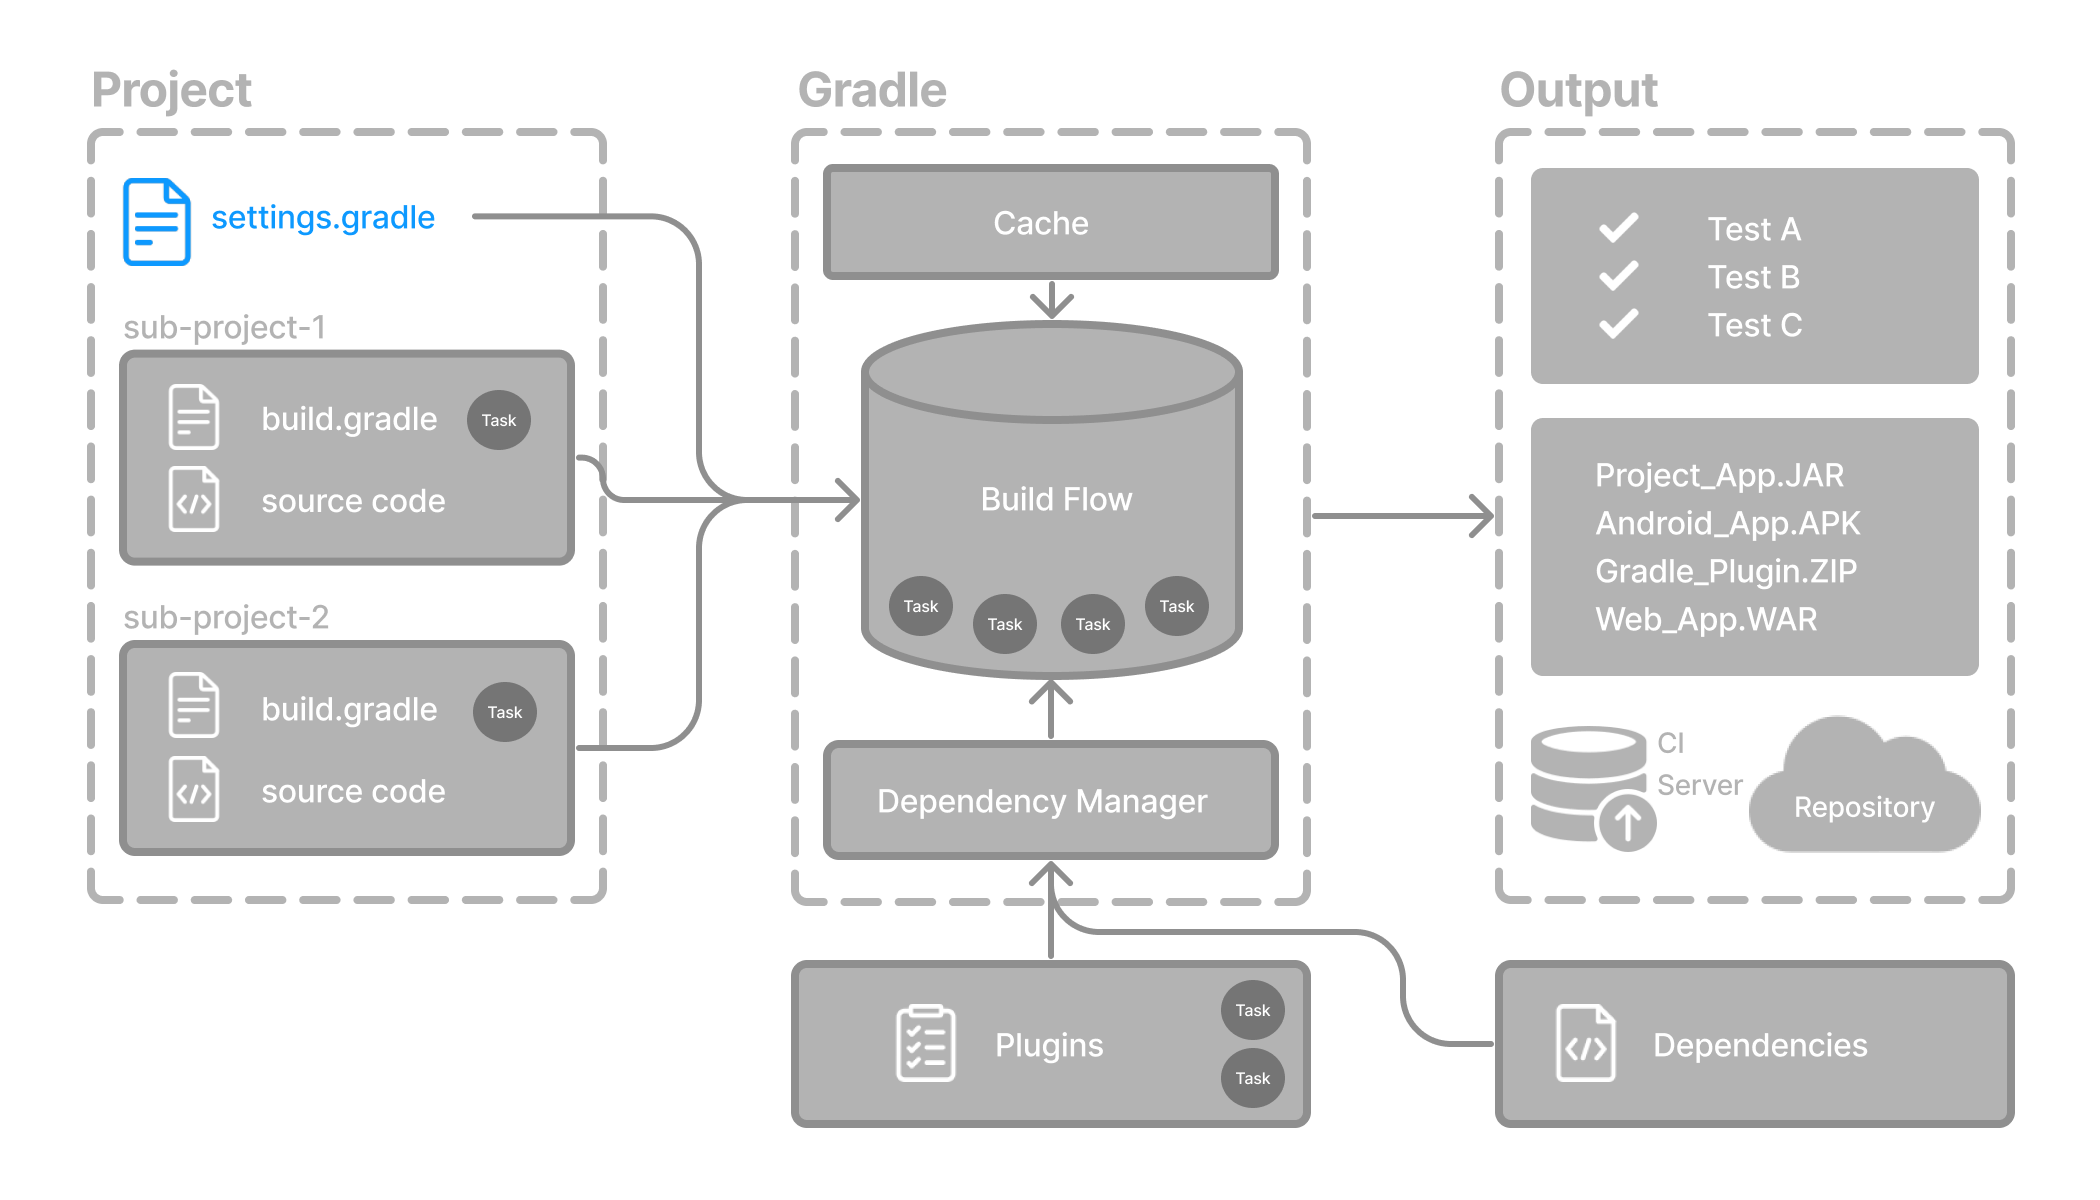 Project
settings.gradle
sub-project-1
build.gradle
Task
source code
sub-project-2
build.gradle
Task
source code
Gradle
Cache
Build Flow
Task
Task
Task
Task
Dependency Manager
Plugins
Task
Task
Output
Test A
Test B
Test C
Project_App.JAR
Android_App.APK
Gradle_Plugin.ZIP
Web_App.WAR
CI
Server
Repository
Dependencies